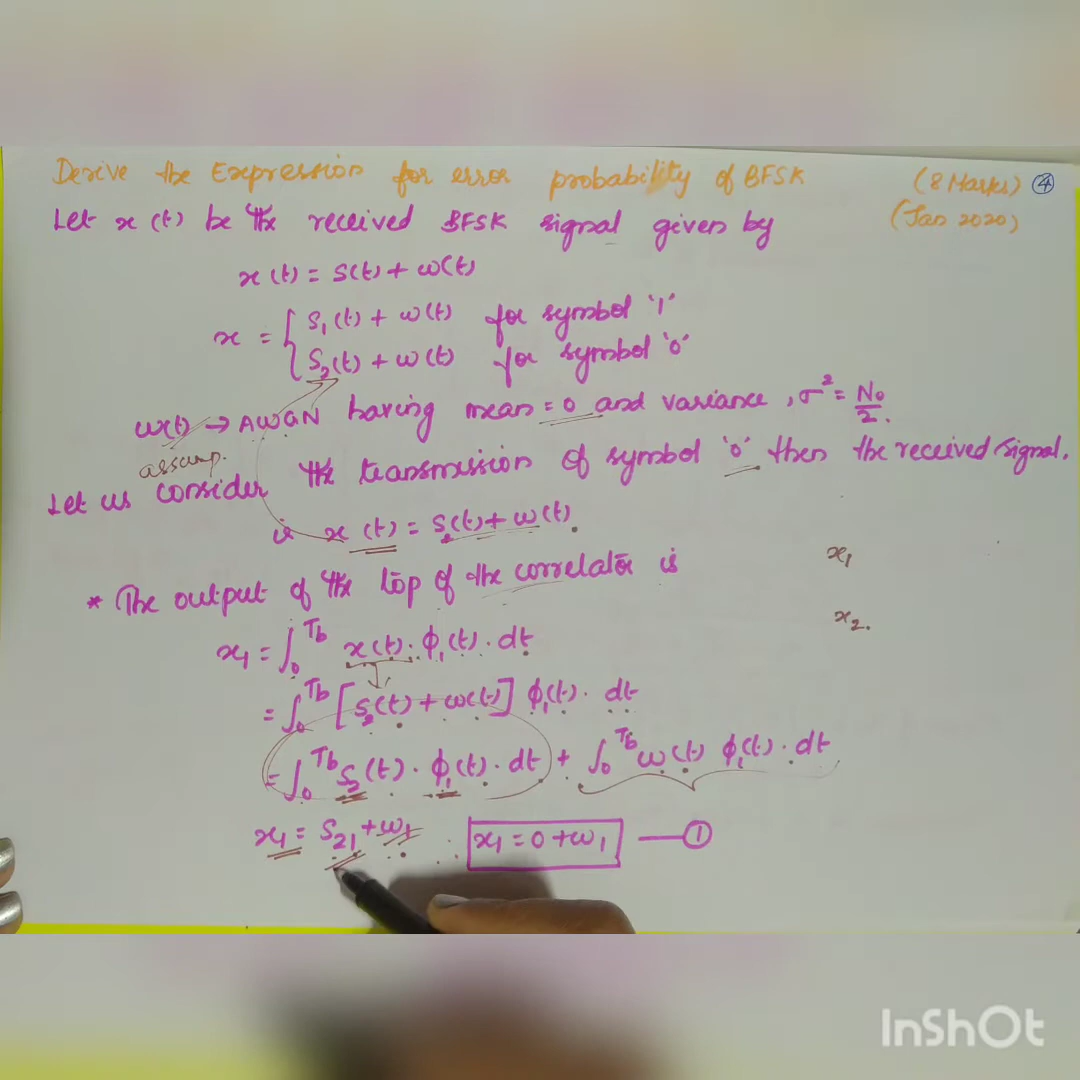 Derive the Expression for error probability of BFSK (8 Marks) ④
(Jan 2020)
Let x(t) be the received BFSK signal given by
x(t) = s(t) + w(t)
x = { S₁(t) + w(t) for symbol '1'
S₂(t) + w(t) for symbol '0'
w(t) → AWGN having mean = 0 and variance, σ² = N₀/2.
assump.
Let us consider the transmission of symbol '0' then the received signal.
is x(t) = S₂(t) + w(t).
x₁
* The output of the top of the correlator is
x₂.
x₁ = ∫₀^Tb x(t). ϕ₁(t). dt
= ∫₀^Tb [S₂(t) + w(t)] ϕ₁(t). dt
= ∫₀^Tb S₂(t). ϕ₁(t). dt + ∫₀^Tb w(t) ϕ₁(t). dt
x₁ = S₂₁ + w₁ ∴ x₁ = 0 + w₁ — ①
InShOt